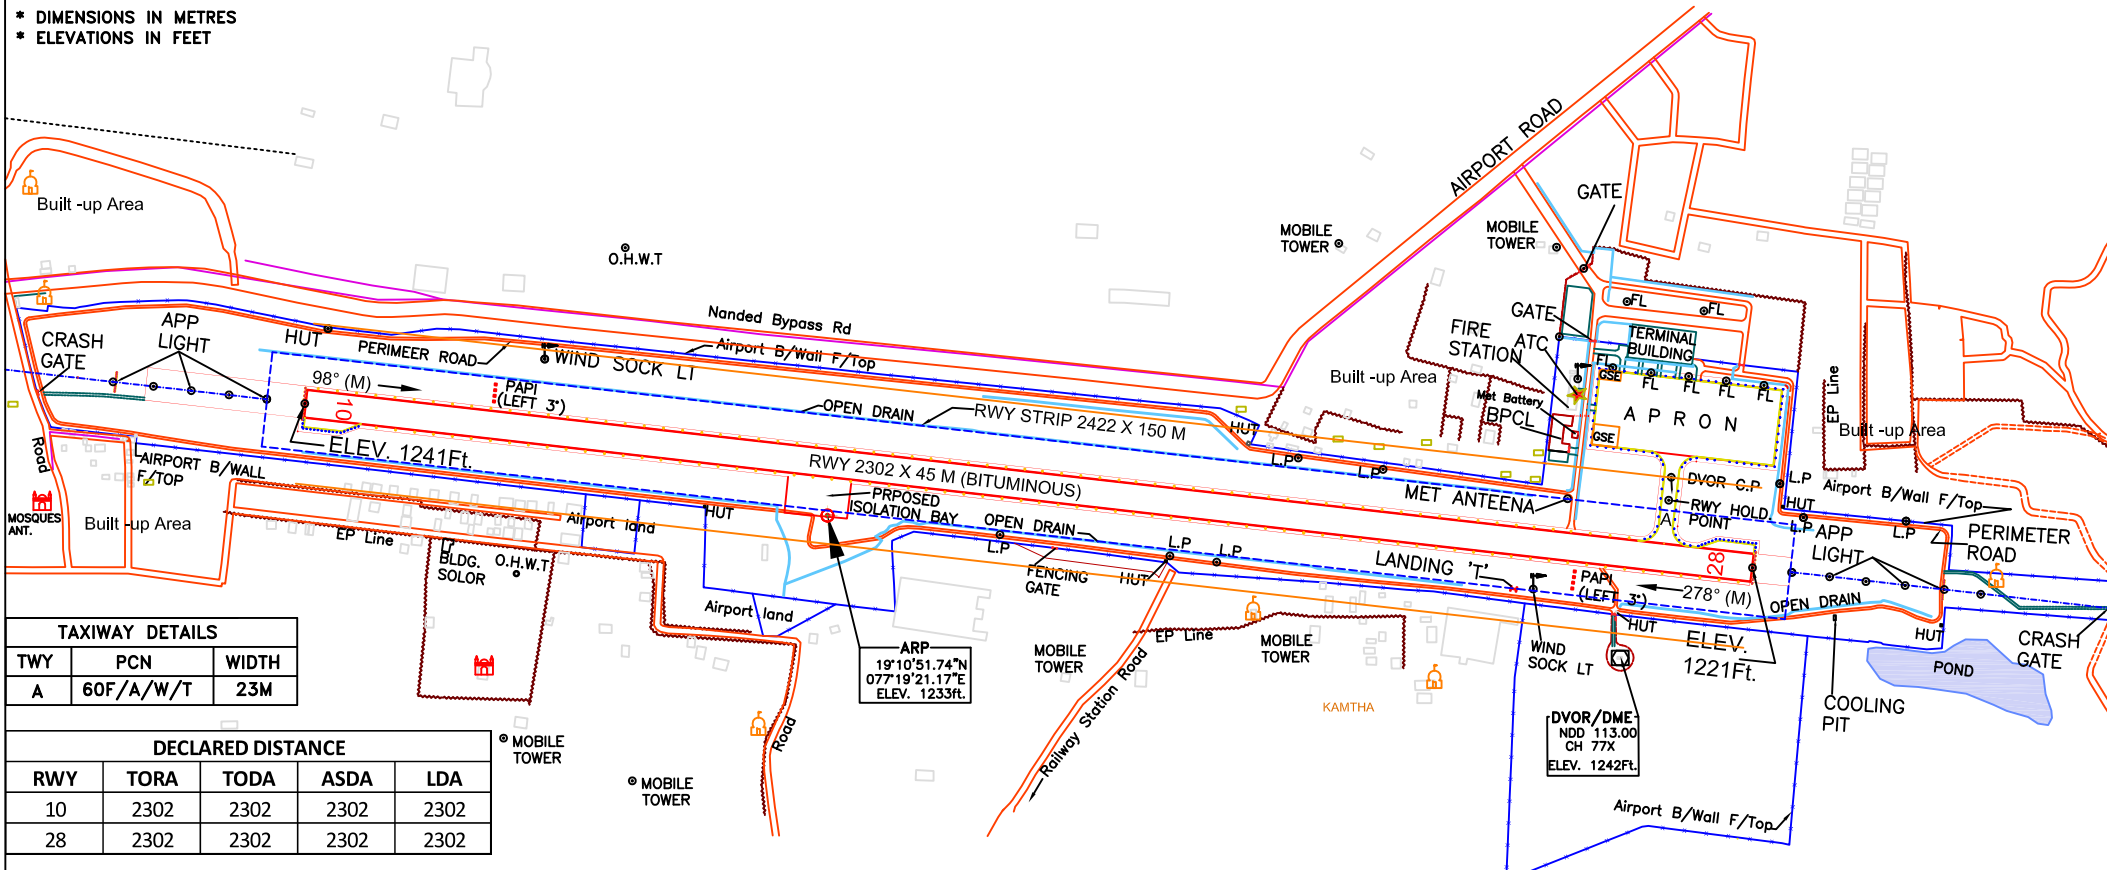 * DIMENSIONS IN METRES
* ELEVATIONS IN FEET
Built -up Area
O.H.W.T
AIRPORT ROAD
GATE
MOBILE
TOWER
MOBILE
TOWER
Nanded Bypass Rd
CRASH
GATE
APP
LIGHT
HUT
PERIMEER ROAD
WIND SOCK LT
Airport B/Wall F/Top
98° (M)
PAPI
(LEFT 3°)
OPEN DRAIN
RWY STRIP 2422 X 150 M
10
ELEV. 1241Ft.
RWY 2302 X 45 M (BITUMINOUS)
GATE
FIRE
STATION
ATC
FL
FL
TERMINAL
BUILDING
FL
GSE
FL
FL
FL
FL
Built -up Area
Met Battery
BPCL
GSE
A P R O N
EP Line
Built -up Area
HUT
L.P
L.P
MET ANTEENA
DVOR C.P
RWY HOLD
POINT
A
L.P
HUT
L.P
Airport B/Wall F/Top
L.P
PERIMETER
ROAD
APP
LIGHT
Road
AIRPORT B/WALL
F/TOP
MOSQUES
ANT.
Built -up Area
EP Line
BLDG.
SOLOR
O.H.W.T
Airport land
HUT
PRPOSED
ISOLATION BAY
OPEN DRAIN
L.P
FENCING
GATE
HUT
L.P
LANDING 'T'
PAPI
(LEFT 3°)
28
278° (M)
OPEN DRAIN
HUT
ELEV.
1221Ft.
HUT
CRASH
GATE
POND
COOLING
PIT
WIND
SOCK LT
Airport land
ARP
19°10'51.74"N
077°19'21.17"E
ELEV. 1233ft.
MOBILE
TOWER
EP Line
MOBILE
TOWER
KAMTHA
Railway Station Road
Road
DVOR/DME
NDD 113.00
CH 77X
ELEV. 1242Ft.
Airport B/Wall F/Top
MOBILE
TOWER
MOBILE
TOWER
TAXIWAY DETAILS
TWY PCN WIDTH
A 60F/A/W/T 23M
DECLARED DISTANCE
RWY TORA TODA ASDA LDA
10 2302 2302 2302 2302
28 2302 2302 2302 2302